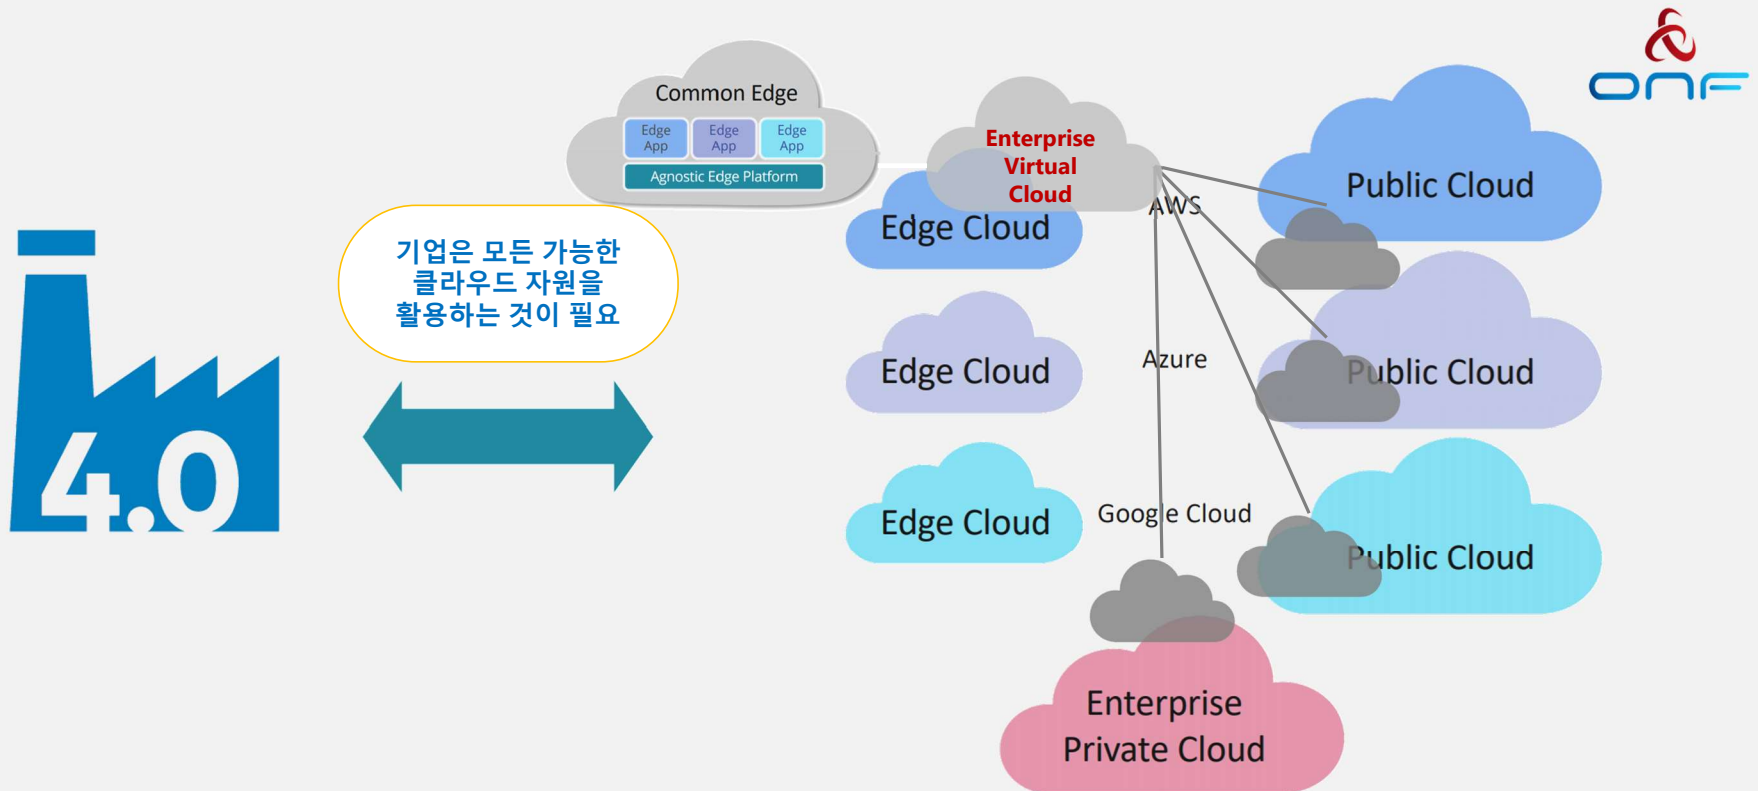 ONF
Common Edge
Edge
App
Edge
App
Edge
App
Agnostic Edge Platform
Enterprise
Virtual
Cloud
AWS
Edge Cloud
Public Cloud
기업은 모든 가능한
클라우드 자원을
활용하는 것이 필요
Edge Cloud
Azure
Public Cloud
4.0
Edge Cloud
Google Cloud
Public Cloud
Enterprise
Private Cloud